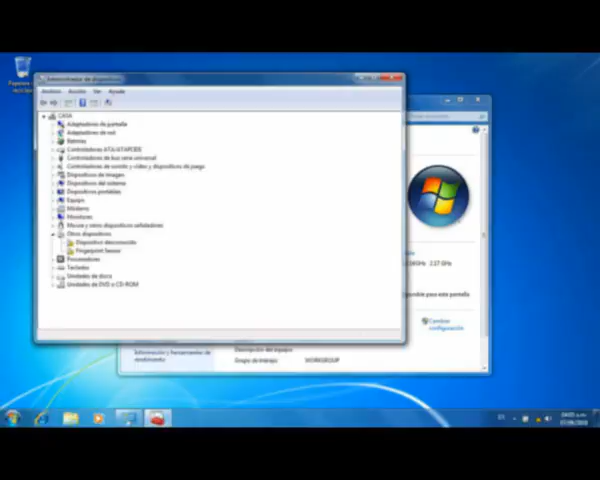 Administrador de dispositivos
Archivo Acción Ver Ayuda
CASA
Adaptadores de pantalla
Adaptadores de red
Baterías
Controladoras ATA/ATAPI IDE
Controladoras de bus serie universal
Controladoras de sonido y vídeo y dispositivos de juego
Dispositivos de imagen
Dispositivos del sistema
Dispositivos portátiles
Equipo
Módems
Monitores
Mouse y otros dispositivos señaladores
Otros dispositivos
Dispositivo desconocido
Fingerprint Sensor
Procesadores
Teclados
Unidades de disco
Unidades de DVD o CD-ROM
2.27 GHz
disponible para esta pantalla
Cambiar
configuración
Información y herramientas de
rendimiento
Descripción del equipo:
Grupo de trabajo: WORKGROUP